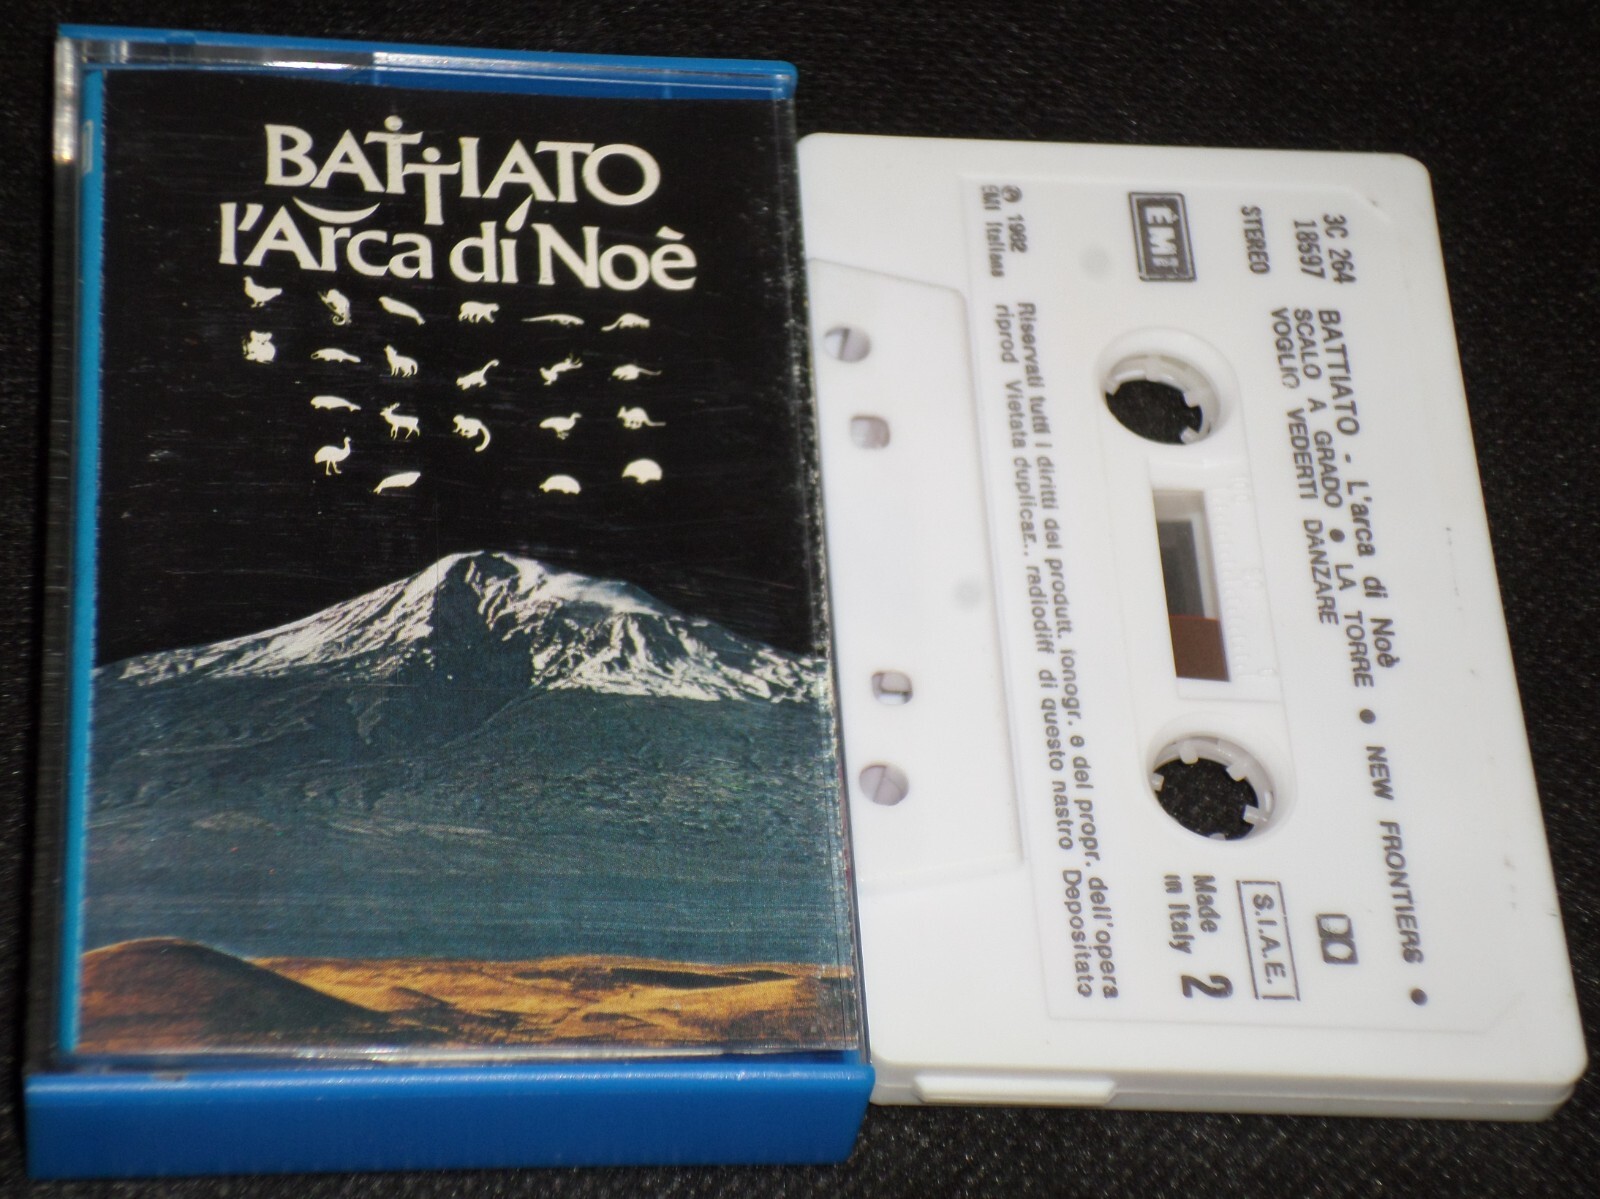 BATTIATO
l'Arca di Noè
3C 264
18597
STEREO
BATTIATO - L'arca di Noè
SCALO A GRADO ● LA TORRE ● NEW FRONTIERS ●
VOGLIO VEDERTI DANZARE
EMI
S.I.A.E.
Made
in Italy
2
℗ 1982
EMI Italiana
Riservati tutti i diritti del produtt. fonogr. e del propr. dell'opera
riprod Vietata duplicaz.. radiodiff di questo nastro Depositato